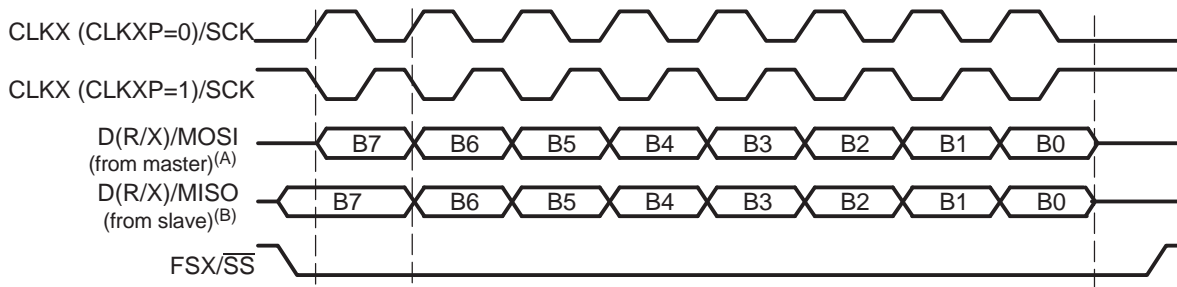 CLKX (CLKXP=0)/SCK
CLKX (CLKXP=1)/SCK
D(R/X)/MOSI
(from master)(A)
B7 B6 B5 B4 B3 B2 B1 B0
D(R/X)/MISO
(from slave)(B)
B7 B6 B5 B4 B3 B2 B1 B0
FSX/SS